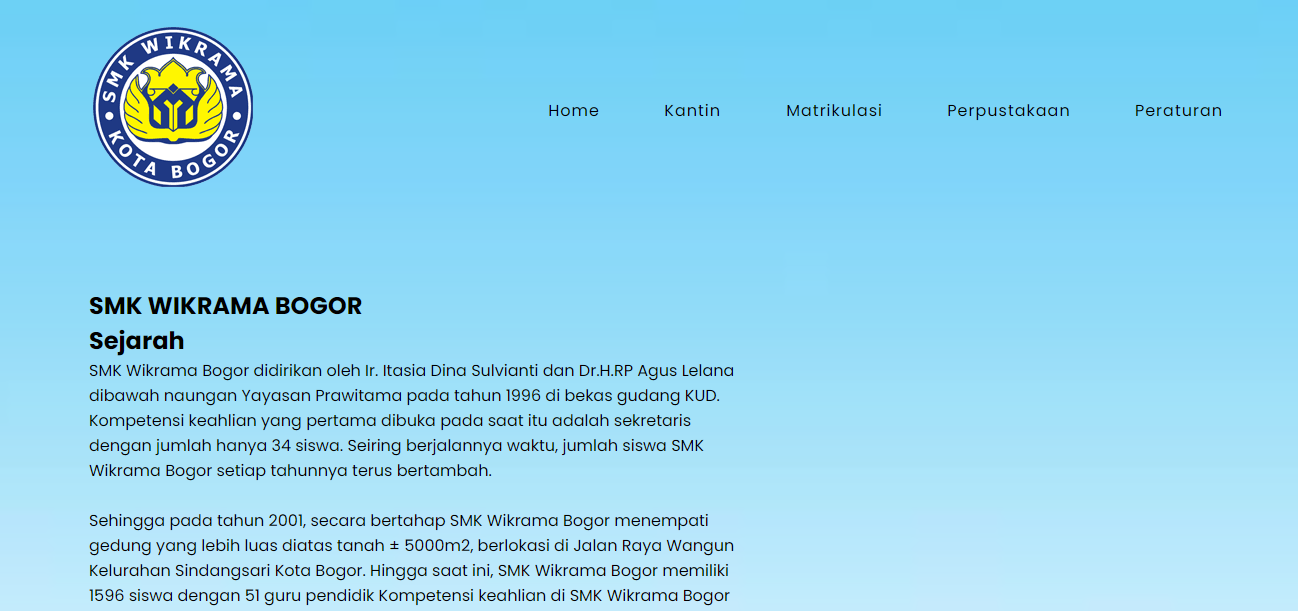 SMK WIKRAMA
KOTA BOGOR
Home Kantin Matrikulasi Perpustakaan Peraturan
SMK WIKRAMA BOGOR
Sejarah
SMK Wikrama Bogor didirikan oleh Ir. Itasia Dina Sulvianti dan Dr.H.RP Agus Lelana
dibawah naungan Yayasan Prawitama pada tahun 1996 di bekas gudang KUD.
Kompetensi keahlian yang pertama dibuka pada saat itu adalah sekretaris
dengan jumlah hanya 34 siswa. Seiring berjalannya waktu, jumlah siswa SMK
Wikrama Bogor setiap tahunnya terus bertambah.
Sehingga pada tahun 2001, secara bertahap SMK Wikrama Bogor menempati
gedung yang lebih luas diatas tanah ± 5000m2, berlokasi di Jalan Raya Wangun
Kelurahan Sindangsari Kota Bogor. Hingga saat ini, SMK Wikrama Bogor memiliki
1596 siswa dengan 51 guru pendidik Kompetensi keahlian di SMK Wikrama Bogor